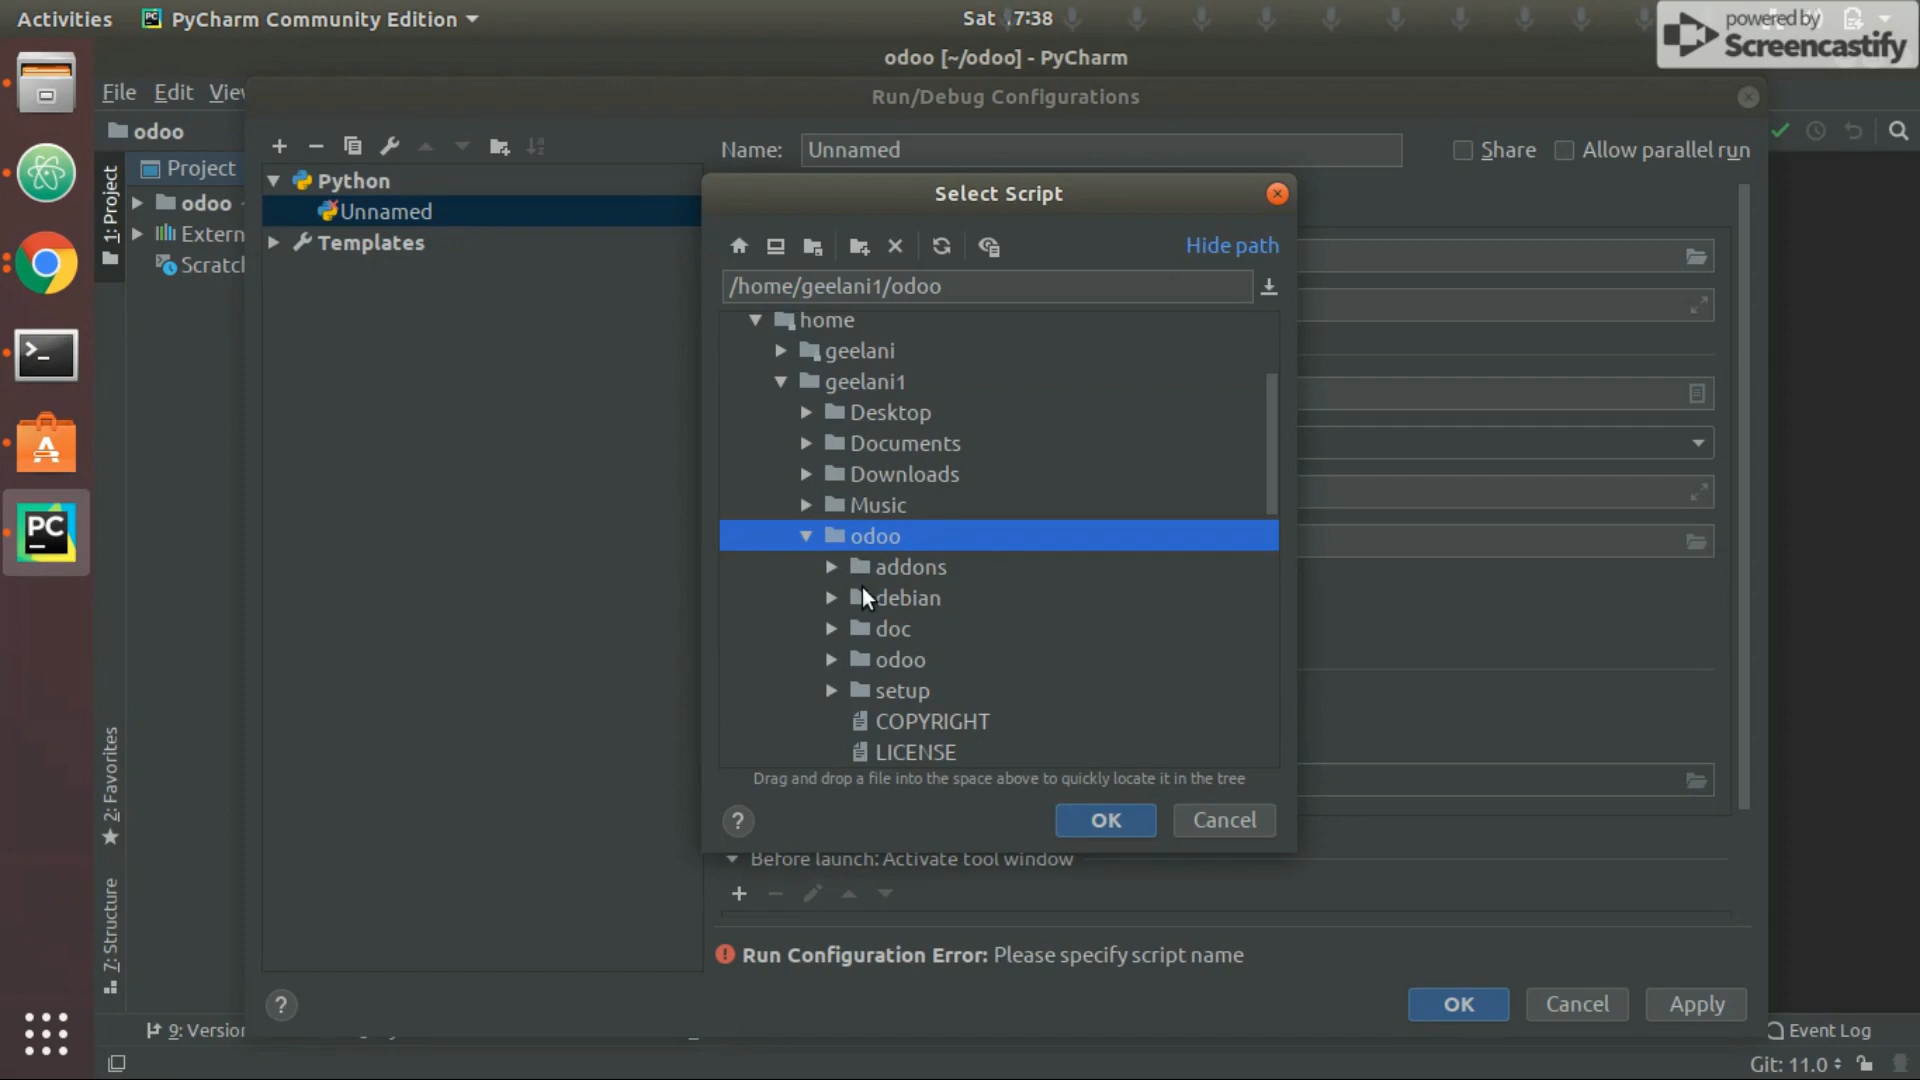 Activities
PyCharm Community Edition
Sat 17:38
powered by
Screencastify
odoo [~/odoo] - PyCharm
File Edit View
Run/Debug Configurations
odoo
Name: Unnamed
Share
Allow parallel run
1: Project
Project
Python
Unnamed
Templates
odoo
Extern
Scratch
Select Script
Hide path
/home/geelani1/odoo
home
geelani
geelani1
Desktop
Documents
Downloads
Music
odoo
addons
debian
doc
odoo
setup
COPYRIGHT
LICENSE
Drag and drop a file into the space above to quickly locate it in the tree
?
OK
Cancel
Before launch: Activate tool window
2: Favorites
7: Structure
Run Configuration Error: Please specify script name
?
OK
Cancel
Apply
9: Version
Event Log
Git: 11.0